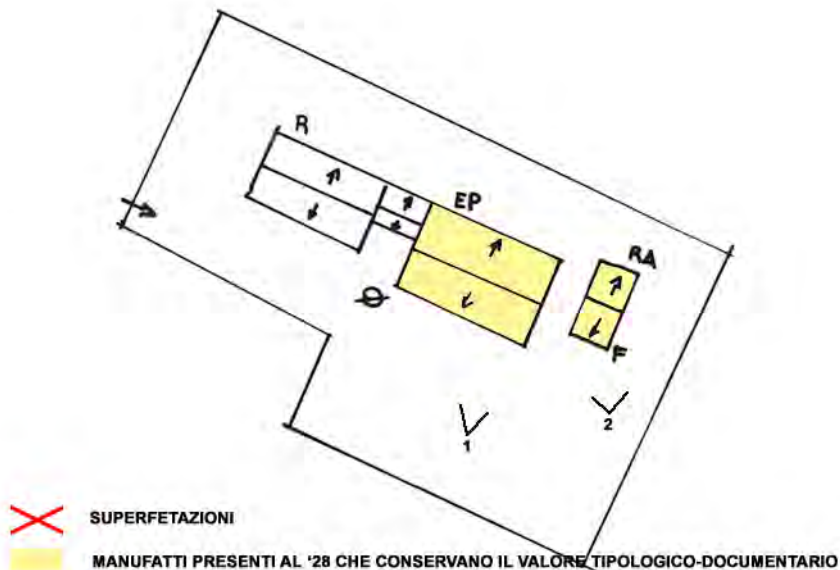 R
EP
RA
F
1
2
SUPERFETAZIONI
MANUFATTI PRESENTI AL '28 CHE CONSERVANO IL VALORE TIPOLOGICO-DOCUMENTARIO